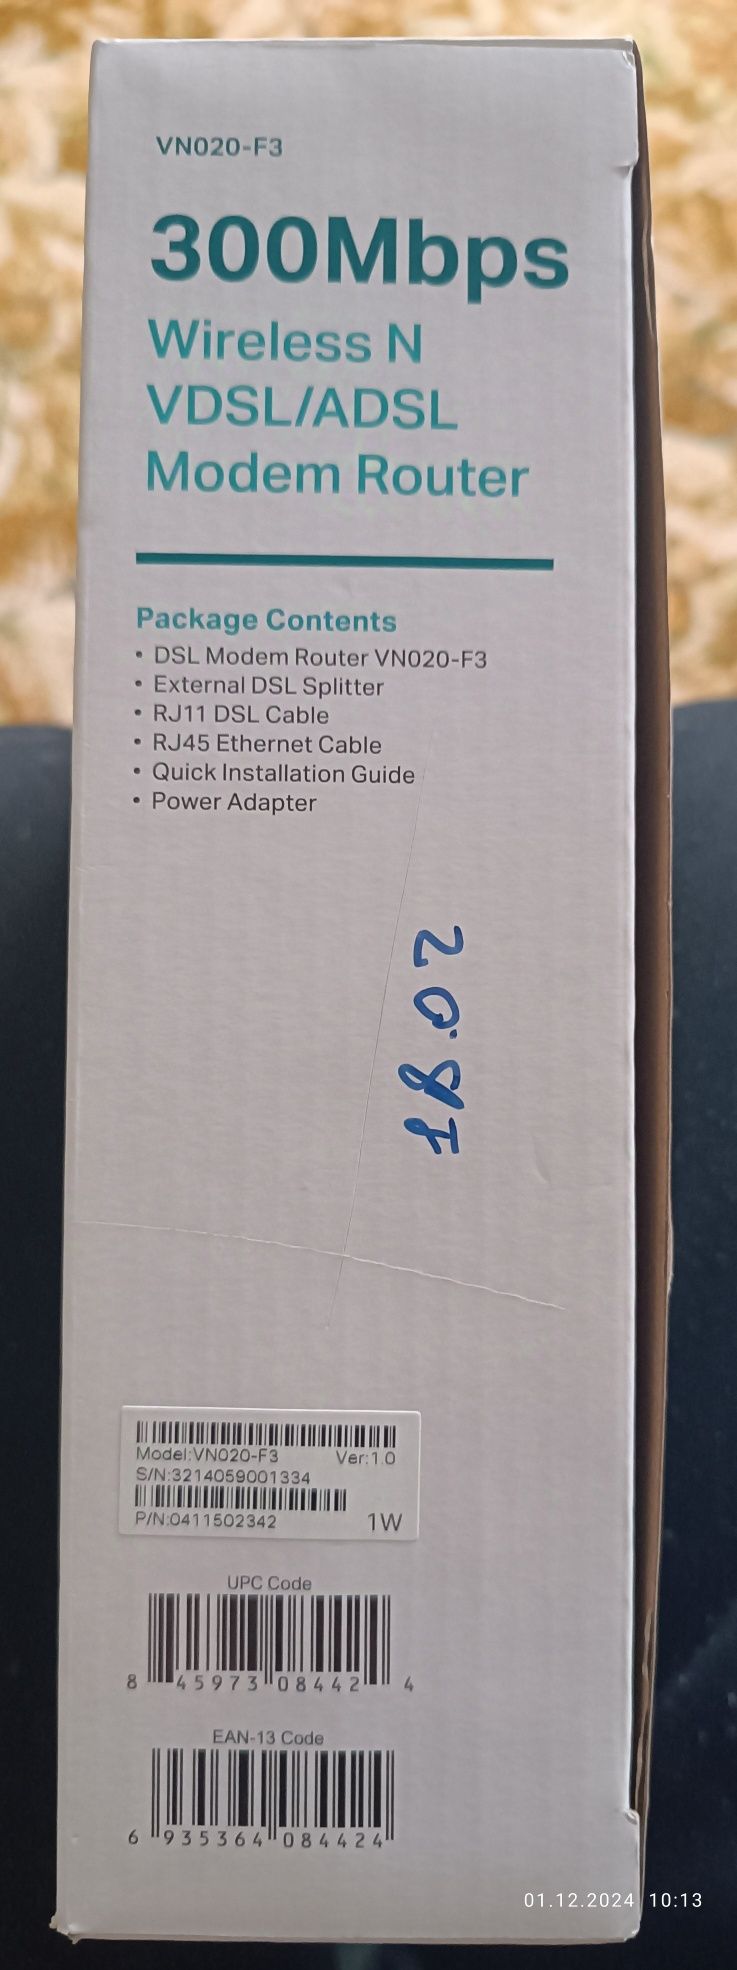 VN020-F3
300Mbps
Wireless N
VDSL/ADSL
Modem Router
Package Contents
• DSL Modem Router VN020-F3
• External DSL Splitter
• RJ11 DSL Cable
• RJ45 Ethernet Cable
• Quick Installation Guide
• Power Adapter
Model:VN020-F3 Ver:1.0
S/N:3214059001334
P/N:0411502342 1W
UPC Code
8 45973 08442 4
EAN-13 Code
6 935364 084424
01.12.2024 10:13